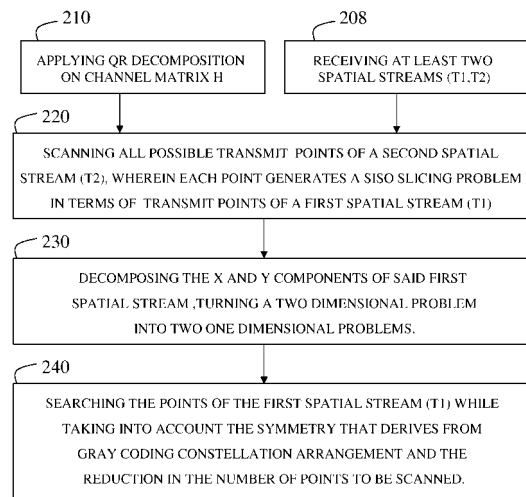 210
APPLYING QR DECOMPOSITION
ON CHANNEL MATRIX H
208
RECEIVING AT LEAST TWO
SPATIAL STREAMS (T1,T2)
220
SCANNING ALL POSSIBLE TRANSMIT POINTS OF A SECOND SPATIAL
STREAM (T2), WHEREIN EACH POINT GENERATES A SISO SLICING PROBLEM
IN TERMS OF TRANSMIT POINTS OF A FIRST SPATIAL STREAM (T1)
230
DECOMPOSING THE X AND Y COMPONENTS OF SAID FIRST
SPATIAL STREAM ,TURNING A TWO DIMENSIONAL PROBLEM
INTO TWO ONE DIMENSIONAL PROBLEMS.
240
SEARCHING THE POINTS OF THE FIRST SPATIAL STREAM (T1) WHILE
TAKING INTO ACCOUNT THE SYMMETRY THAT DERIVES FROM
GRAY CODING CONSTELLATION ARRANGEMENT AND THE
REDUCTION IN THE NUMBER OF POINTS TO BE SCANNED.